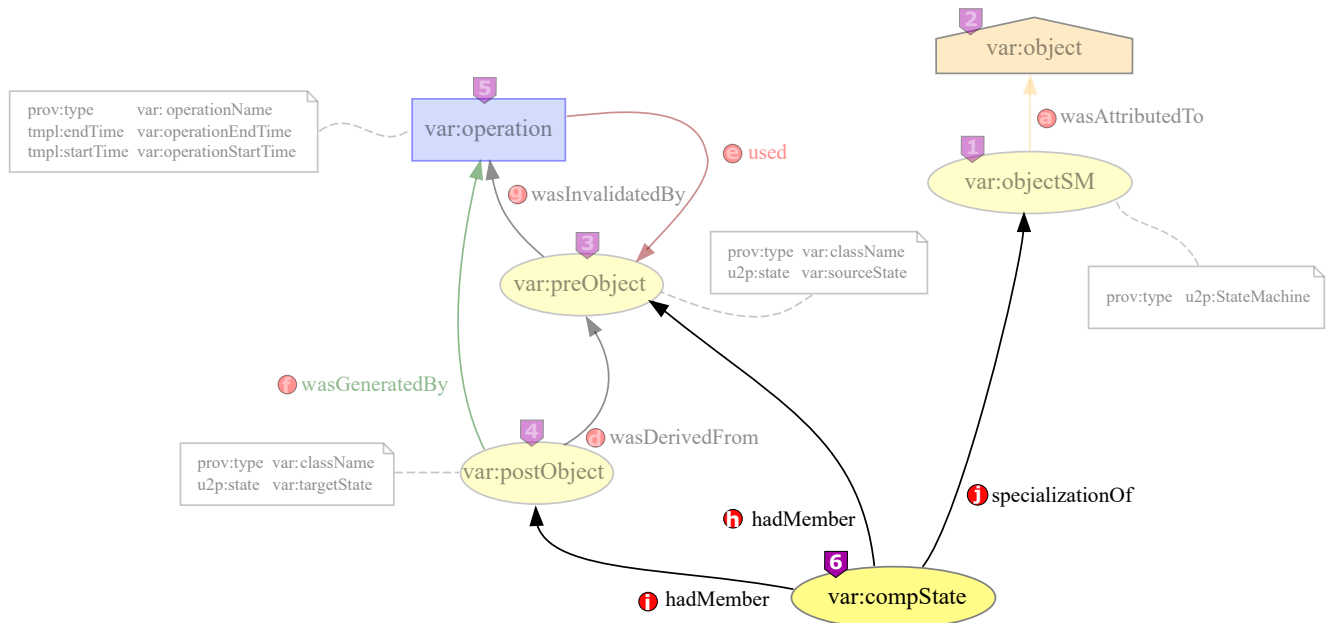 2
var:object
a wasAttributedTo
5
prov:type var: operationName
tmpl:endTime var:operationEndTime
tmpl:startTime var:operationStartTime
var:operation
e used
1
var:objectSM
g wasInvalidatedBy
3
prov:type var:className
u2p:state var:sourceState
var:preObject
prov:type u2p:StateMachine
f wasGeneratedBy
4
d wasDerivedFrom
prov:type var:className
u2p:state var:targetState
var:postObject
j specializationOf
h hadMember
6
i hadMember
var:compState